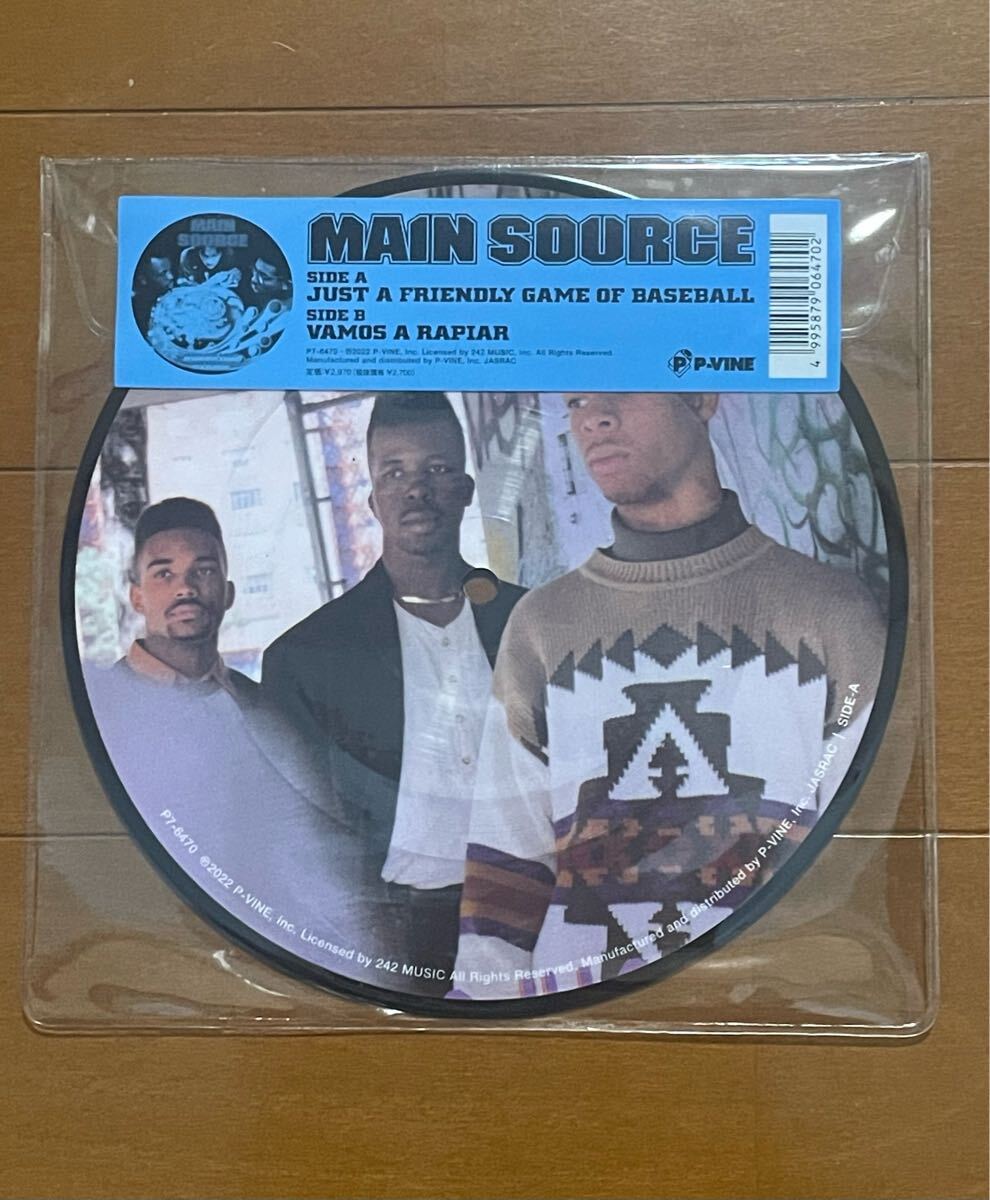 MAIN
SOURCE
MAIN SOURCE
SIDE A
JUST A FRIENDLY GAME OF BASEBALL
SIDE B
VAMOS A RAPIAR
P7-6470 · ℗2022 P-VINE, Inc. Licensed by 242 MUSIC, Inc. All Rights Reserved.
Manufactured and distributed by P-VINE, Inc. JASRAC
定価:¥2,970 (税抜価格 ¥2,700)
P P-VINE
4 995879 064702
P7-6470 ℗2022 P-VINE, Inc. Licensed by 242 MUSIC All Rights Reserved. Manufactured and distributed by P-VINE, Inc. JASRAC | SIDE-A